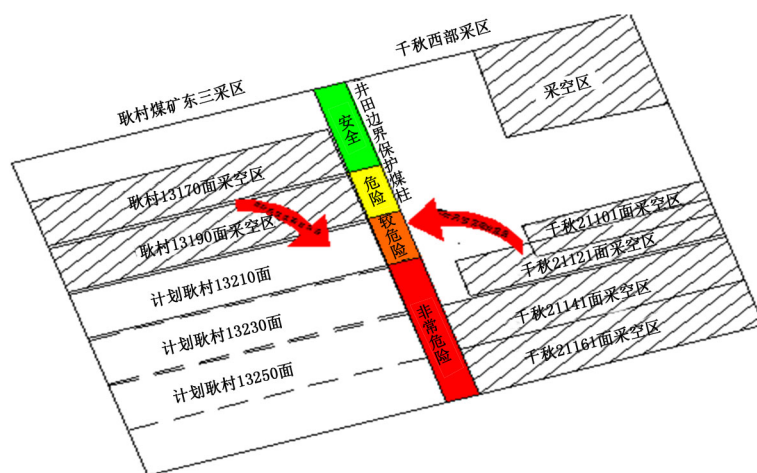 千秋西部采区
耿村煤矿东三采区
采空区
井田边界保护煤柱
安全
危险
较危险
非常危险
耿村13170面采空区
耿村13190面采空区
计划耿村13210面
计划耿村13230面
计划耿村13250面
千秋21101面采空区
千秋21121面采空区
千秋21141面采空区
千秋21161面采空区